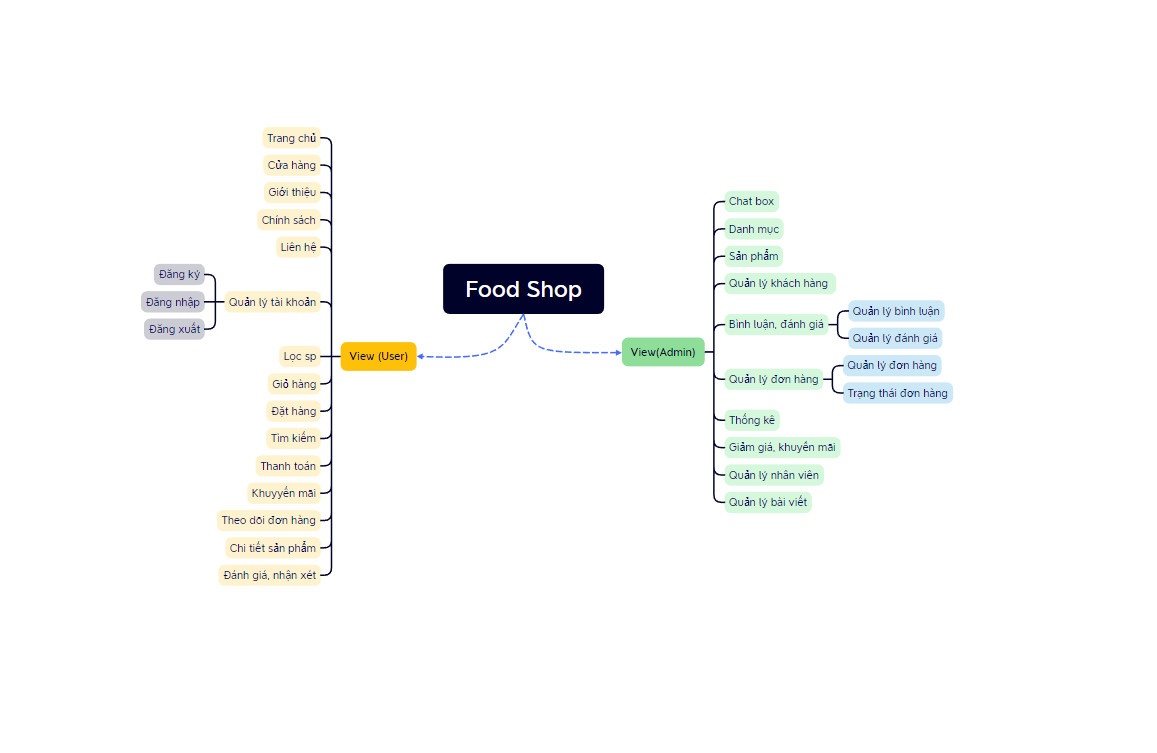 Food Shop
View (User)
Trang chủ
Cửa hàng
Giới thiệu
Chính sách
Liên hệ
Quản lý tài khoản
Đăng ký
Đăng nhập
Đăng xuất
Lọc sp
Giỏ hàng
Đặt hàng
Tìm kiếm
Thanh toán
Khuyyến mãi
Theo dõi đơn hàng
Chi tiết sản phẩm
Đánh giá, nhận xét
View(Admin)
Chat box
Danh mục
Sản phẩm
Quản lý khách hàng
Bình luận, đánh giá
Quản lý bình luận
Quản lý đánh giá
Quản lý đơn hàng
Quản lý đơn hàng
Trạng thái đơn hàng
Thống kê
Giảm giá, khuyến mãi
Quản lý nhân viên
Quản lý bài viết